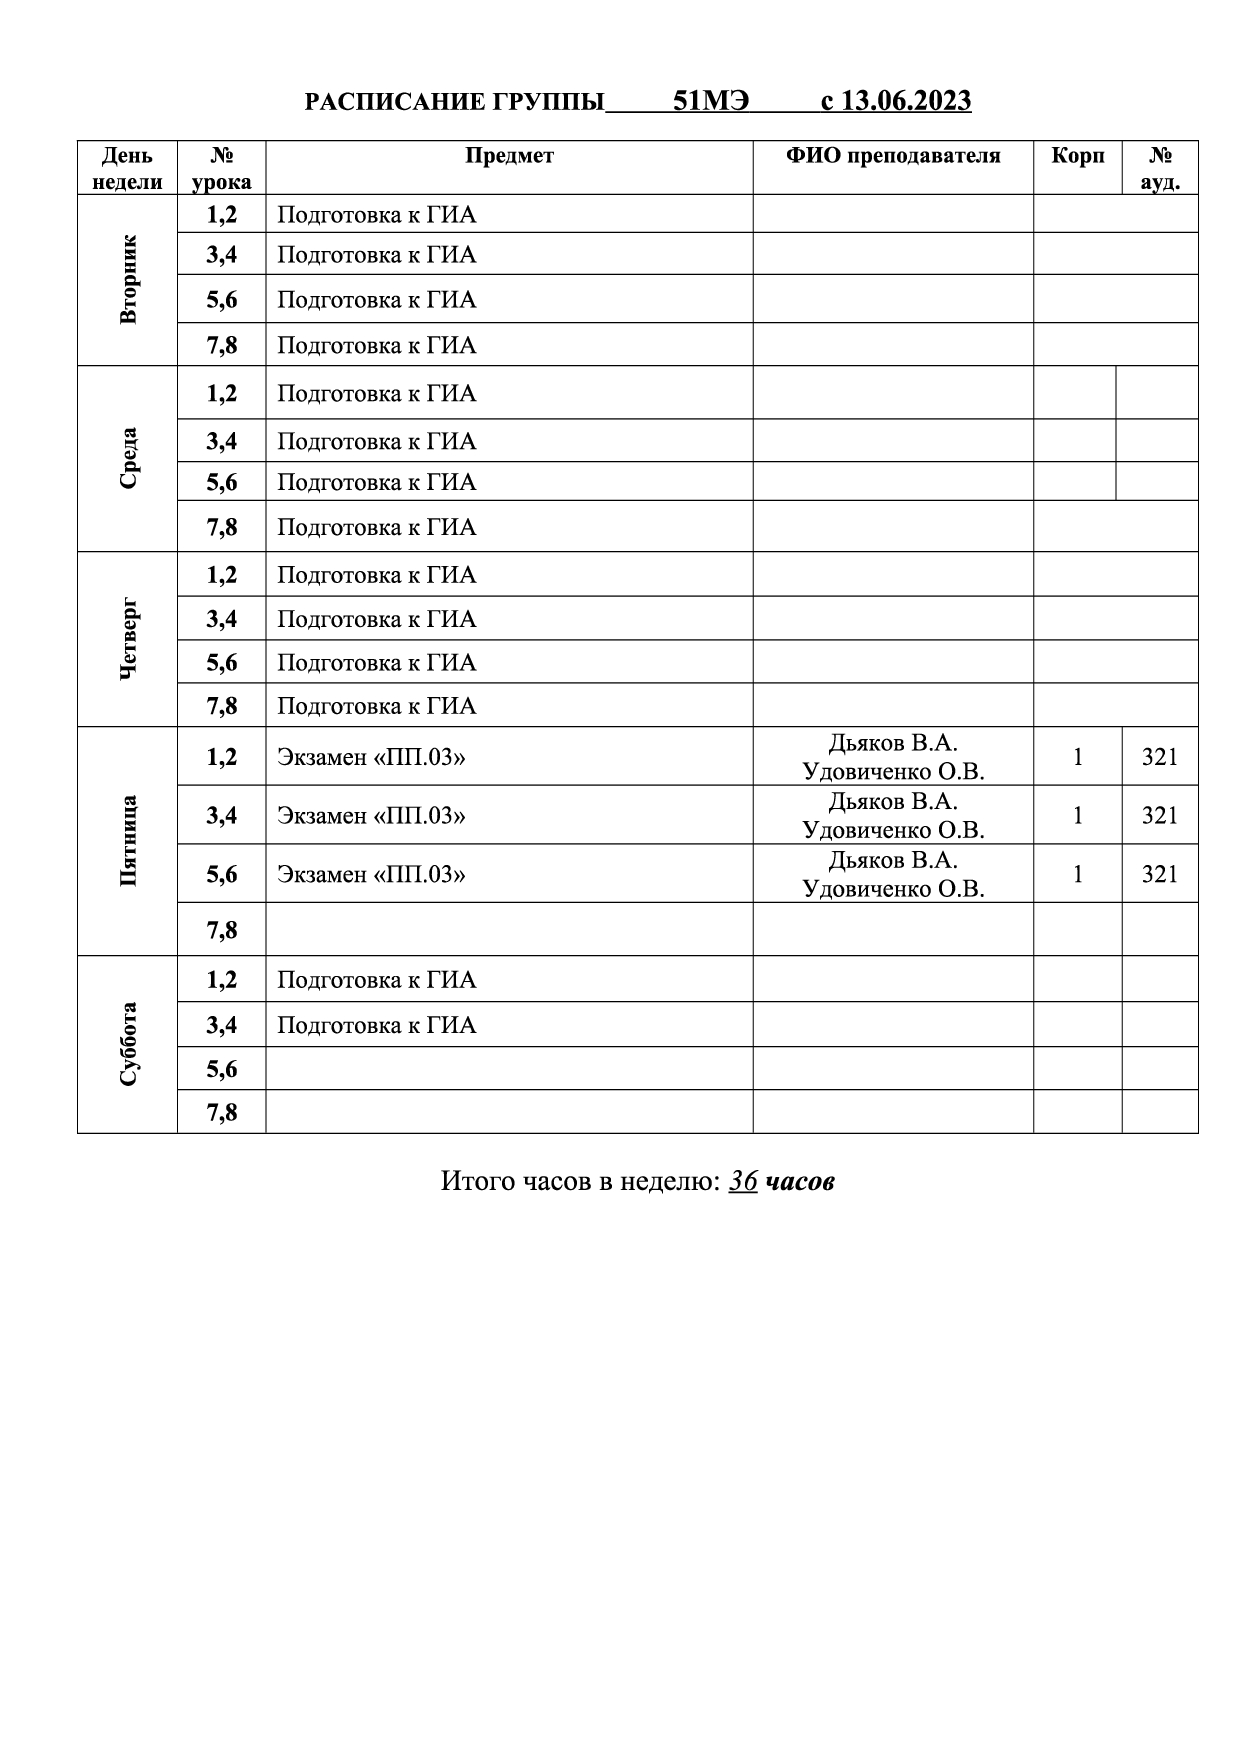 РАСПИСАНИЕ ГРУППЫ_____51МЭ_____с 13.06.2023
День недели № урока Предмет ФИО преподавателя Корп № ауд.
Вторник
1,2 Подготовка к ГИА
3,4 Подготовка к ГИА
5,6 Подготовка к ГИА
7,8 Подготовка к ГИА
Среда
1,2 Подготовка к ГИА
3,4 Подготовка к ГИА
5,6 Подготовка к ГИА
7,8 Подготовка к ГИА
Четверг
1,2 Подготовка к ГИА
3,4 Подготовка к ГИА
5,6 Подготовка к ГИА
7,8 Подготовка к ГИА
Пятница
1,2 Экзамен «ПП.03» Дьяков В.А. Удовиченко О.В. 1 321
3,4 Экзамен «ПП.03» Дьяков В.А. Удовиченко О.В. 1 321
5,6 Экзамен «ПП.03» Дьяков В.А. Удовиченко О.В. 1 321
7,8
Суббота
1,2 Подготовка к ГИА
3,4 Подготовка к ГИА
5,6
7,8
Итого часов в неделю: 36 часов